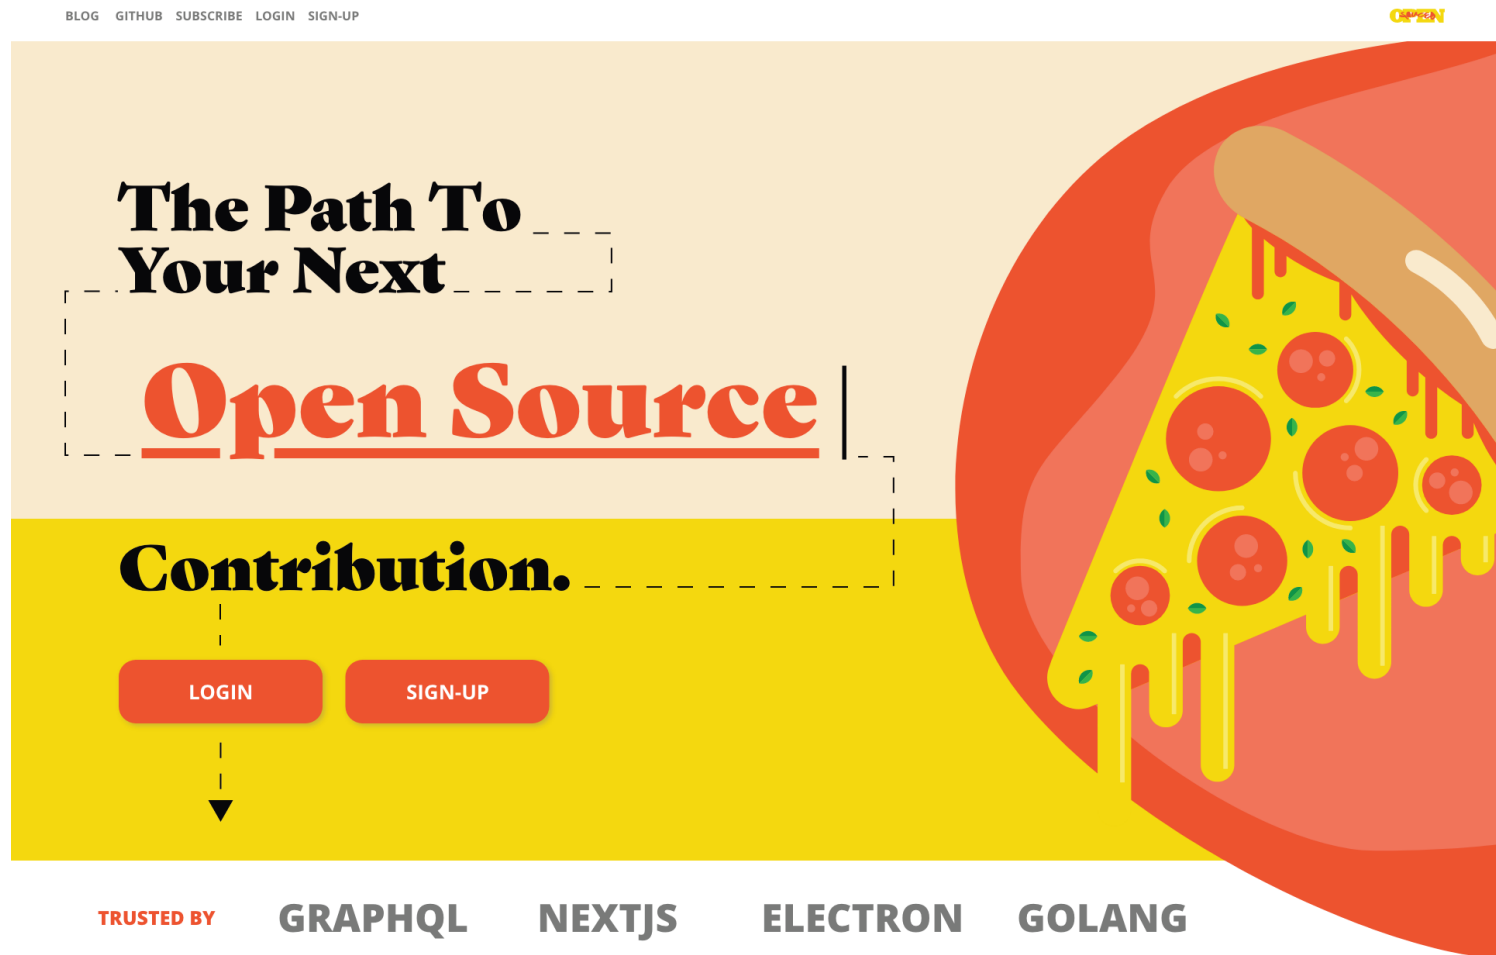 BLOG GITHUB SUBSCRIBE LOGIN SIGN-UP
OPEN
The Path To
Your Next
Open Source
Contribution.
LOGIN SIGN-UP
TRUSTED BY GRAPHQL NEXTJS ELECTRON GOLANG